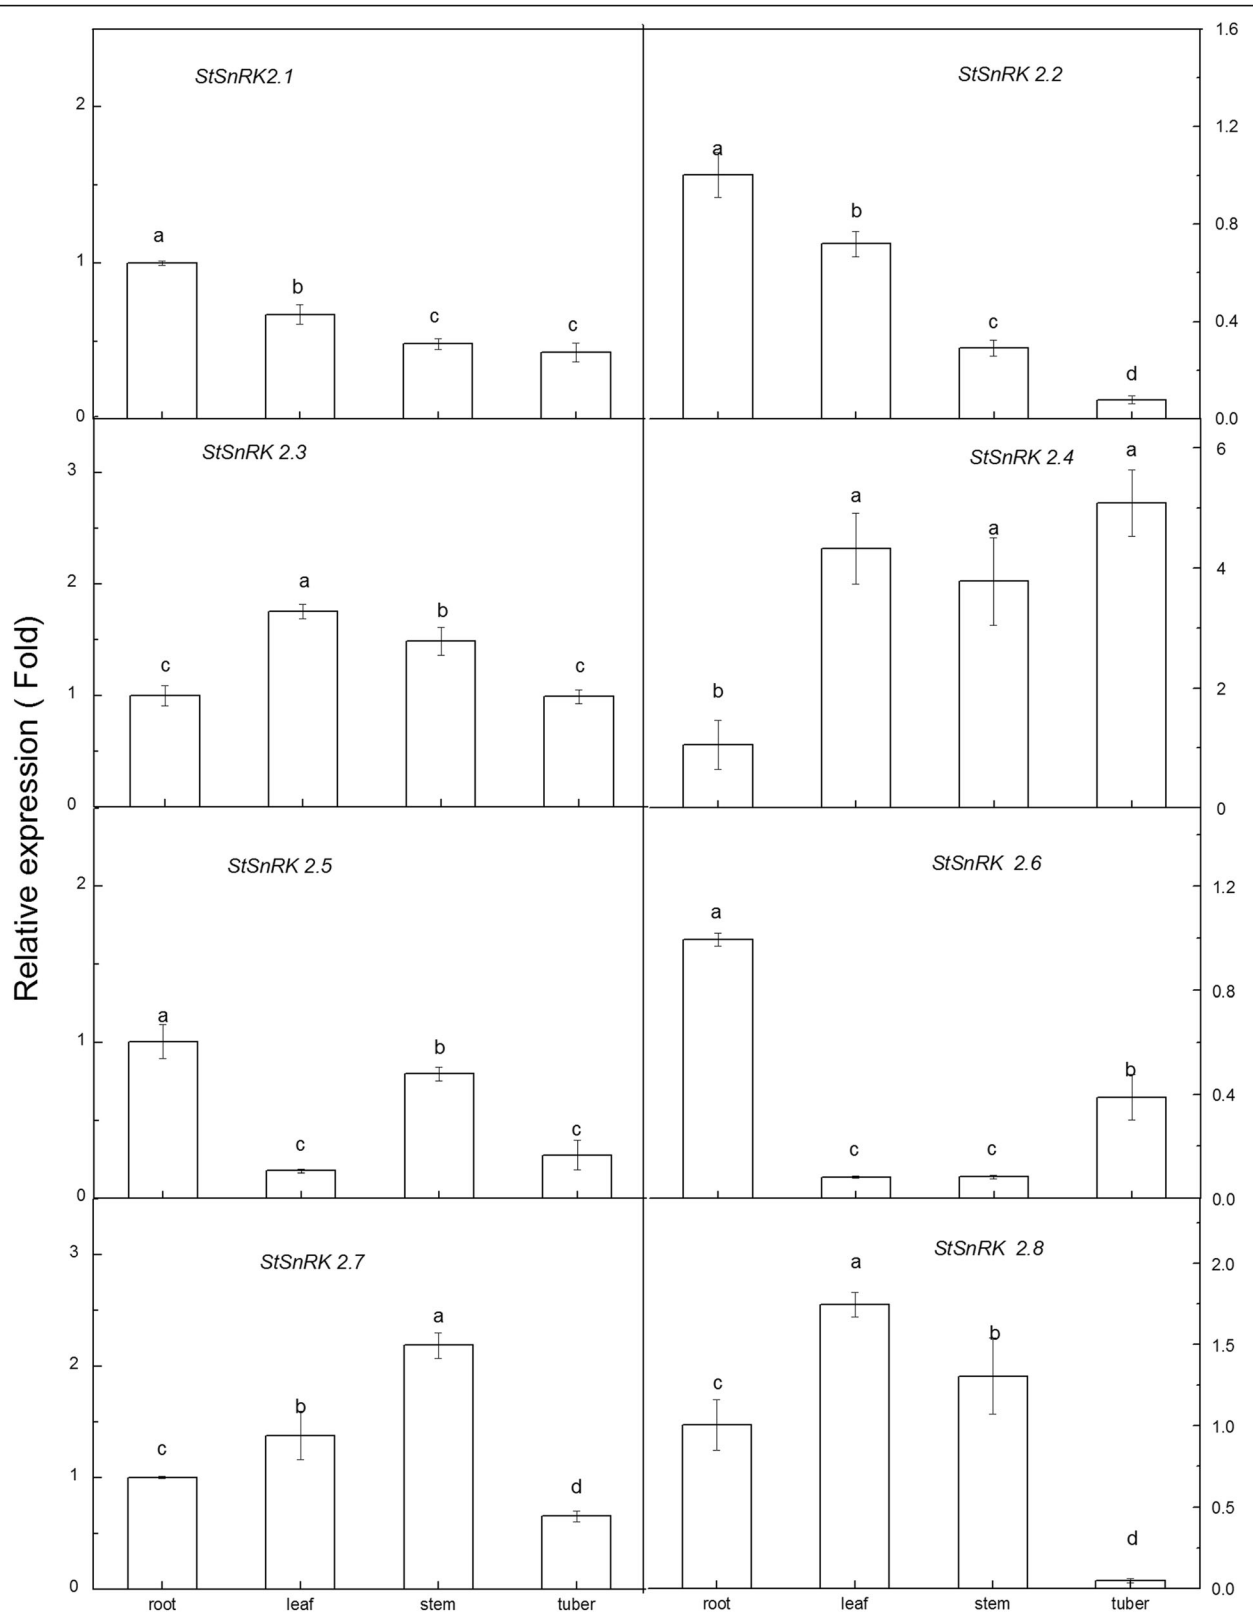 Relative expression ( Fold)
StSnRK2.1
2
1
0
a
b
c
c
StSnRK 2.2
1.6
1.2
0.8
0.4
0.0
a
b
c
d
StSnRK 2.3
3
2
1
0
c
a
b
c
StSnRK 2.4
6
4
2
0
b
a
a
a
StSnRK 2.5
2
1
0
a
c
b
c
StSnRK 2.6
1.2
0.8
0.4
0.0
a
c
c
b
StSnRK 2.7
3
2
1
0
c
b
a
d
root leaf stem tuber
StSnRK 2.8
2.0
1.5
1.0
0.5
0.0
c
a
b
d
root leaf stem tuber